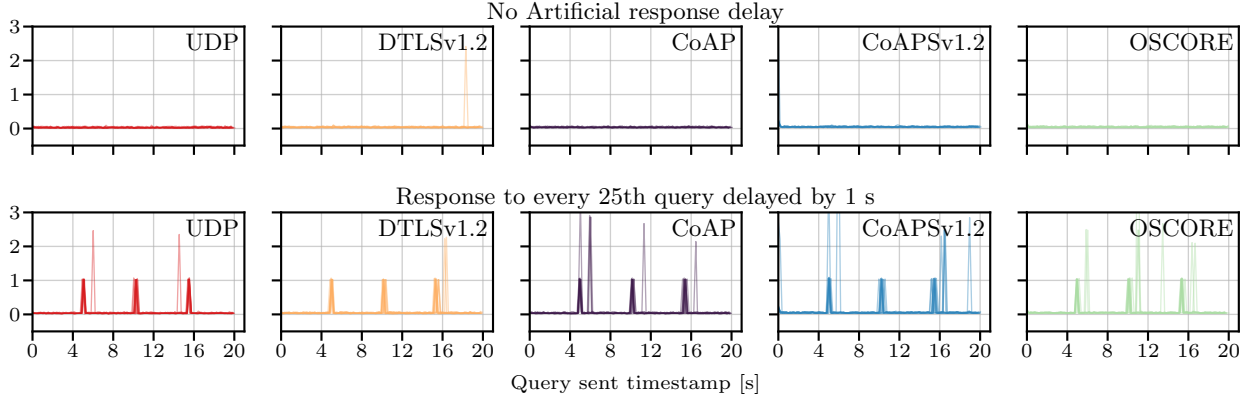 No Artificial response delay
UDP DTLSv1.2 CoAP CoAPSv1.2 OSCORE
3
2
1
0
Response to every 25th query delayed by 1 s
UDP DTLSv1.2 CoAP CoAPSv1.2 OSCORE
3
2
1
0
0 4 8 12 16 20 0 4 8 12 16 20 0 4 8 12 16 20 0 4 8 12 16 20 0 4 8 12 16 20
Query sent timestamp [s]